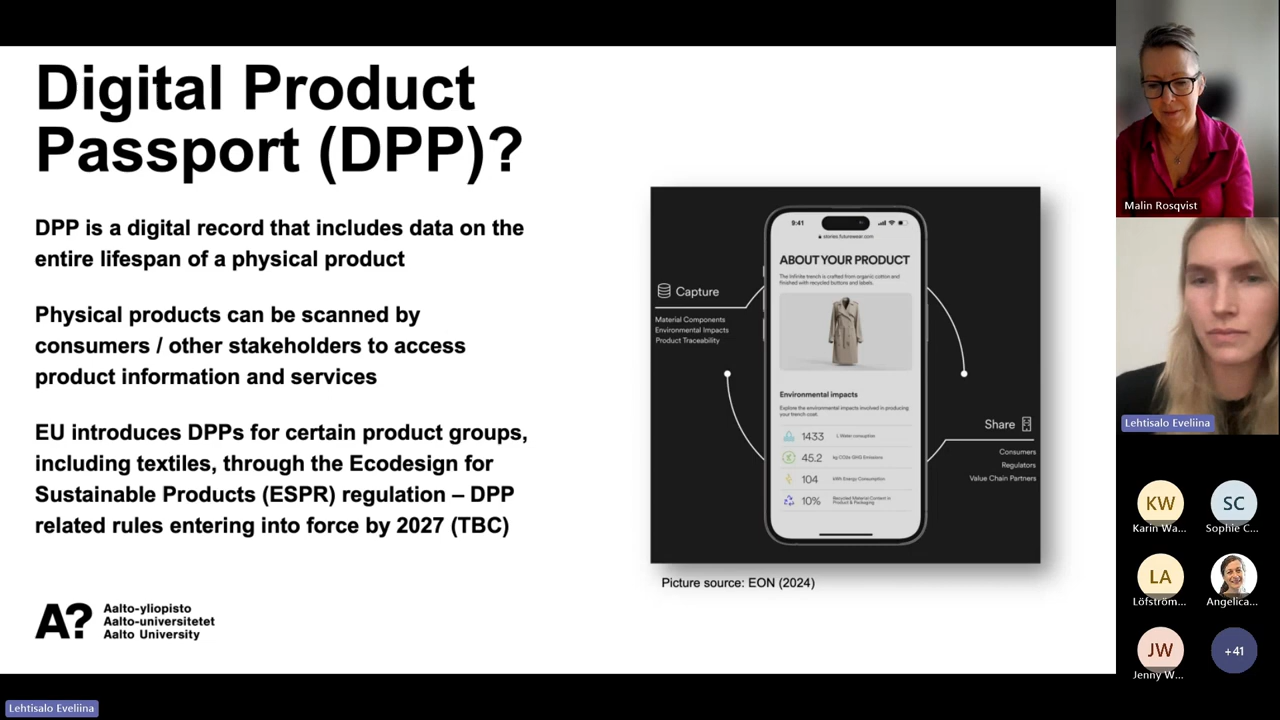 Digital Product
Passport (DPP)?
DPP is a digital record that includes data on the
entire lifespan of a physical product
Physical products can be scanned by
consumers / other stakeholders to access
product information and services
EU introduces DPPs for certain product groups,
including textiles, through the Ecodesign for
Sustainable Products (ESPR) regulation – DPP
related rules entering into force by 2027 (TBC)
A?
Aalto-yliopisto
Aalto-universitetet
Aalto University
Capture
Material Components
Environmental Impacts
Product Traceability
9:41
stories.futurewear.com
ABOUT YOUR PRODUCT
The Infinite trench is crafted from organic cotton and
finished with recycled buttons and labels.
Environmental impacts
Explore the environmental impacts involved in producing
your trench coat.
1433 L Water consuption
45.2 kg CO2e GHG Emissions
104 kWh Energy Consumption
10% Recycled Material Content in
Product & Packaging
Share
Consumers
Regulators
Value Chain Partners
Picture source: EON (2024)
Malin Rosqvist
Lehtisalo Eveliina
KW
Karin Wa...
SC
Sophie C...
LA
Löfström...
Angelica...
JW
Jenny W...
+41
Lehtisalo Eveliina